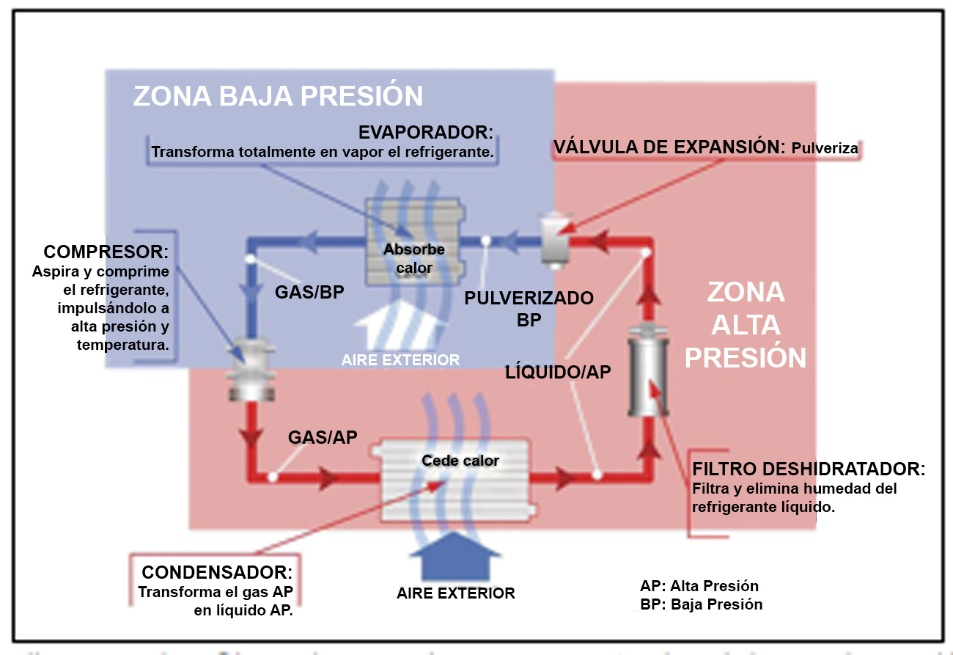 ZONA BAJA PRESIÓN
EVAPORADOR:
Transforma totalmente en vapor el refrigerante.
VÁLVULA DE EXPANSIÓN: Pulveriza
COMPRESOR:
Aspira y comprime
el refrigerante,
impulsándolo a
alta presión y
temperatura.
Absorbe
calor
GAS/BP
PULVERIZADO
BP
ZONA
ALTA
PRESIÓN
AIRE EXTERIOR
LÍQUIDO/AP
GAS/AP
Cede calor
FILTRO DESHIDRATADOR:
Filtra y elimina humedad del
refrigerante líquido.
CONDENSADOR:
Transforma el gas AP
en líquido AP.
AIRE EXTERIOR
AP: Alta Presión
BP: Baja Presión